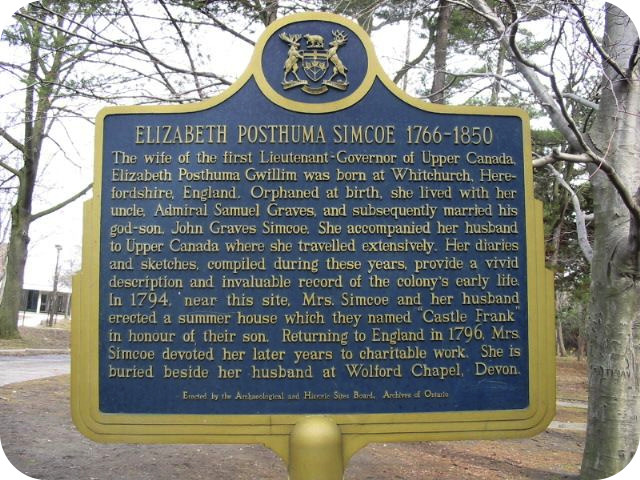 ELIZABETH POSTHUMA SIMCOE 1766-1850
The wife of the first Lieutenant-Governor of Upper Canada,
Elizabeth Posthuma Gwillim was born at Whitchurch, Here-
fordshire, England. Orphaned at birth, she lived with her
uncle, Admiral Samuel Graves, and subsequently married his
god-son, John Graves Simcoe. She accompanied her husband
to Upper Canada where she travelled extensively. Her diaries
and sketches, compiled during these years, provide a vivid
description and invaluable record of the colony's early life.
In 1794, near this site, Mrs. Simcoe and her husband
erected a summer house which they named "Castle Frank"
in honour of their son. Returning to England in 1796, Mrs.
Simcoe devoted her later years to charitable work. She is
buried beside her husband at Wolford Chapel, Devon.
Erected by the Archaeological and Historic Sites Board, Archives of Ontario